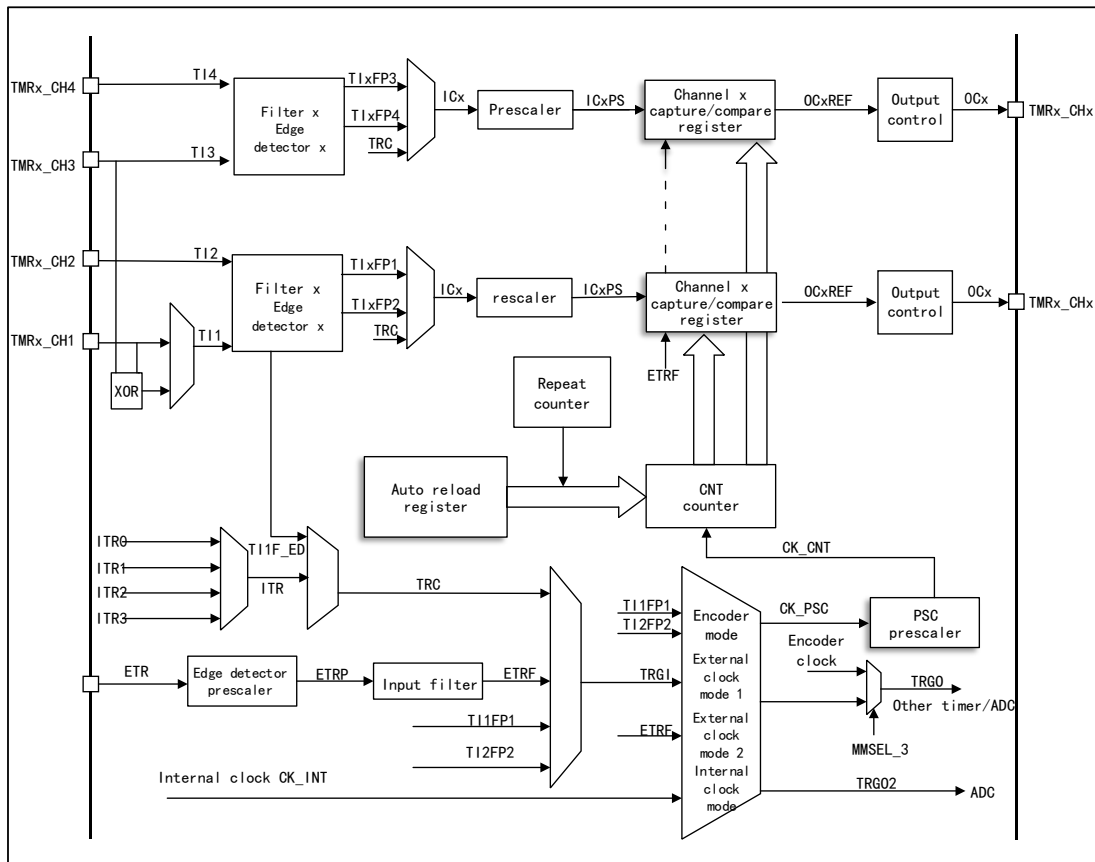 TMRx_CH4
TI4
TIxFP3
Filter x
Edge
detector x
TIxFP4
TRC
ICx
Prescaler
ICxPS
Channel x
capture/compare
register
OCxREF
Output
control
OCx
TMRx_CHx
TMRx_CH3
TI3
TMRx_CH2
TI2
TIxFP1
Filter x
Edge
detector x
TIxFP2
TRC
ICx
rescaler
ICxPS
Channel x
capture/compare
register
OCxREF
Output
control
OCx
TMRx_CHx
TMRx_CH1
TI1
XOR
ETRF
Repeat
counter
Auto reload
register
CNT
counter
ITR0
ITR1
ITR2
ITR3
TI1F_ED
ITR
TRC
CK_CNT
TI1FP1
TI2FP2
Encoder
mode
CK_PSC
PSC
prescaler
Encoder
clock
ETR
Edge detector
prescaler
ETRP
Input filter
ETRF
TRGI
External
clock
mode 1
TRGO
Other timer/ADC
TI1FP1
TI2FP2
ETRF
External
clock
mode 2
MMSEL_3
Internal clock CK_INT
Internal
clock
mode
TRGO2
ADC